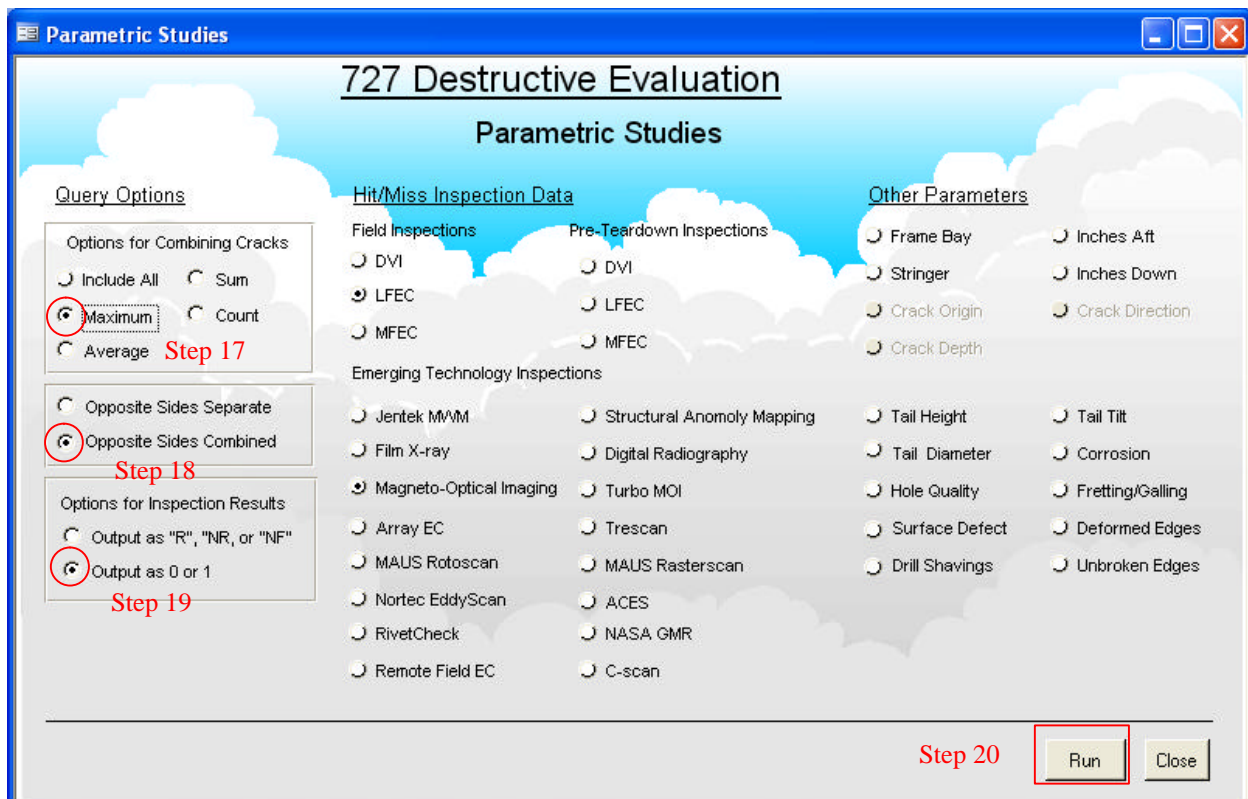 Parametric Studies
727 Destructive Evaluation
Parametric Studies
Query Options
Options for Combining Cracks
Include All
Sum
Maximum
Count
Average
Step 17
Opposite Sides Separate
Opposite Sides Combined
Step 18
Options for Inspection Results
Output as "R", "NR, or "NF"
Output as 0 or 1
Step 19
Hit/Miss Inspection Data
Field Inspections
Pre-Teardown Inspections
DVI
DVI
LFEC
LFEC
MFEC
MFEC
Emerging Technology Inspections
Jentek MWM
Structural Anomoly Mapping
Film X-ray
Digital Radiography
Magneto-Optical Imaging
Turbo MOI
Array EC
Trescan
MAUS Rotoscan
MAUS Rasterscan
Nortec EddyScan
ACES
RivetCheck
NASA GMR
Remote Field EC
C-scan
Other Parameters
Frame Bay
Inches Aft
Stringer
Inches Down
Crack Origin
Crack Direction
Crack Depth
Tail Height
Tail Tilt
Tail Diameter
Corrosion
Hole Quality
Fretting/Galling
Surface Defect
Deformed Edges
Drill Shavings
Unbroken Edges
Step 20
Run
Close